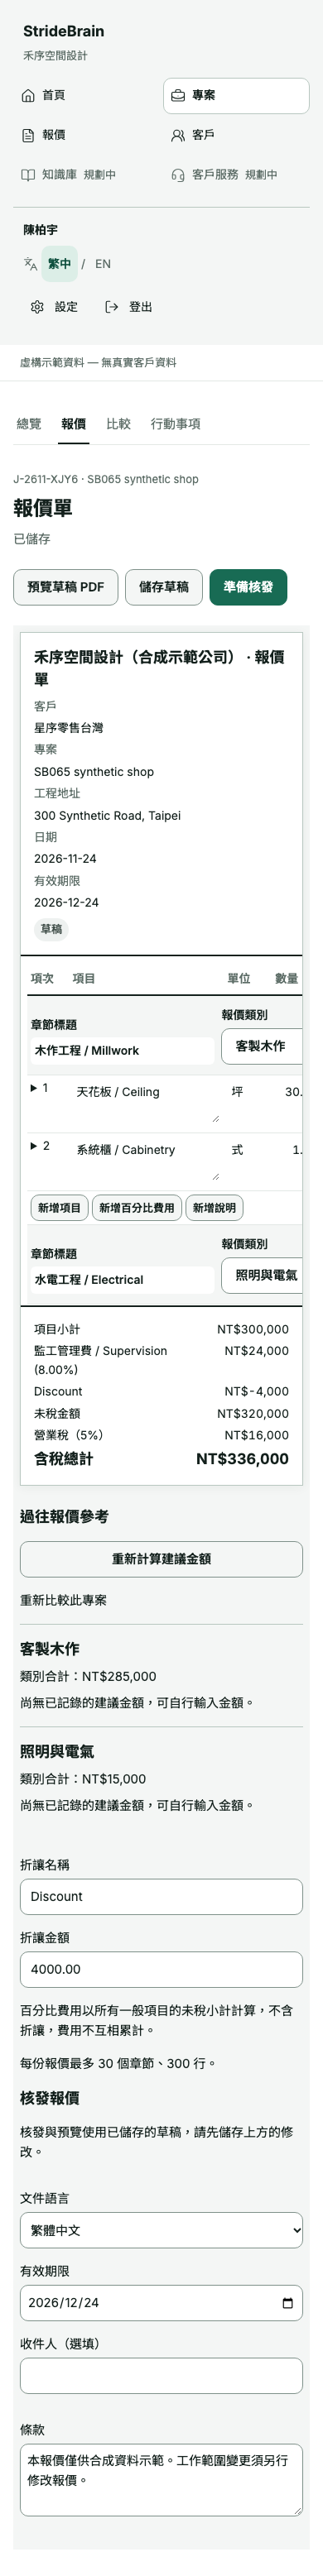 StrideBrain
禾序空間設計
首頁
專案
報價
客戶
知識庫 規劃中
客戶服務 規劃中
陳柏宇
繁中 / EN
設定
登出
虛構示範資料 — 無真實客戶資料
總覽 報價 比較 行動事項
J-2611-XJY6 · SB065 synthetic shop
報價單
已儲存
預覽草稿 PDF 儲存草稿 準備核發
禾序空間設計（合成示範公司） · 報價
單
客戶
星序零售台灣
專案
SB065 synthetic shop
工程地址
300 Synthetic Road, Taipei
日期
2026-11-24
有效期限
2026-12-24
草稿
項次 項目 單位 數量
章節標題 報價類別
木作工程 / Millwork 客製木作
1 天花板 / Ceiling 坪 30.
2 系統櫃 / Cabinetry 式 1.
新增項目 新增百分比費用 新增說明
章節標題 報價類別
水電工程 / Electrical 照明與電氣
項目小計 NT$300,000
監工管理費 / Supervision NT$24,000
(8.00%)
Discount NT$-4,000
未稅金額 NT$320,000
營業稅（5%） NT$16,000
含稅總計 NT$336,000
過往報價參考
重新計算建議金額
重新比較此專案
客製木作
類別合計：NT$285,000
尚無已記錄的建議金額，可自行輸入金額。
照明與電氣
類別合計：NT$15,000
尚無已記錄的建議金額，可自行輸入金額。
折讓名稱
Discount
折讓金額
4000.00
百分比費用以所有一般項目的未稅小計計算，不含
折讓，費用不互相累計。
每份報價最多 30 個章節、300 行。
核發報價
核發與預覽使用已儲存的草稿，請先儲存上方的修
改。
文件語言
繁體中文
有效期限
2026/12/24
收件人（選填）
條款
本報價僅供合成資料示範。工作範圍變更須另行
修改報價。